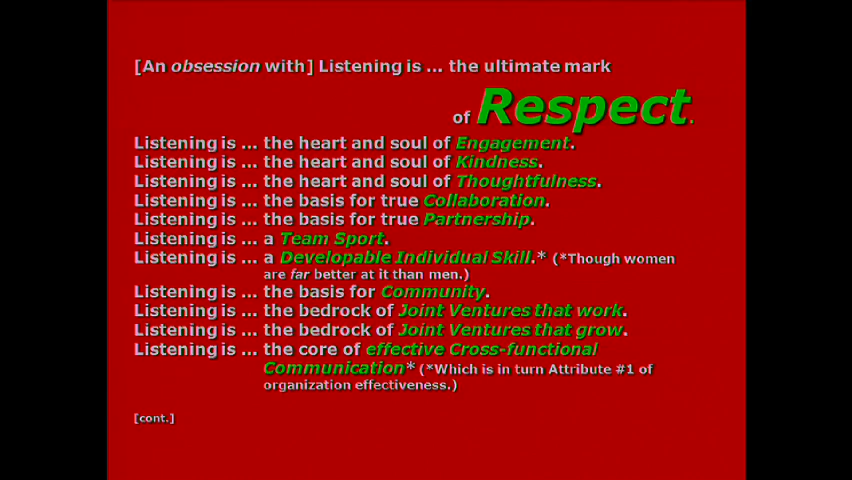 [An obsession with] Listening is ... the ultimate mark
of Respect.
Listening is ... the heart and soul of Engagement.
Listening is ... the heart and soul of Kindness.
Listening is ... the heart and soul of Thoughtfulness.
Listening is ... the basis for true Collaboration.
Listening is ... the basis for true Partnership.
Listening is ... a Team Sport.
Listening is ... a Developable Individual Skill.* (*Though women
are far better at it than men.)
Listening is ... the basis for Community.
Listening is ... the bedrock of Joint Ventures that work.
Listening is ... the bedrock of Joint Ventures that grow.
Listening is ... the core of effective Cross-functional
Communication* (*Which is in turn Attribute #1 of
organization effectiveness.)
[cont.]